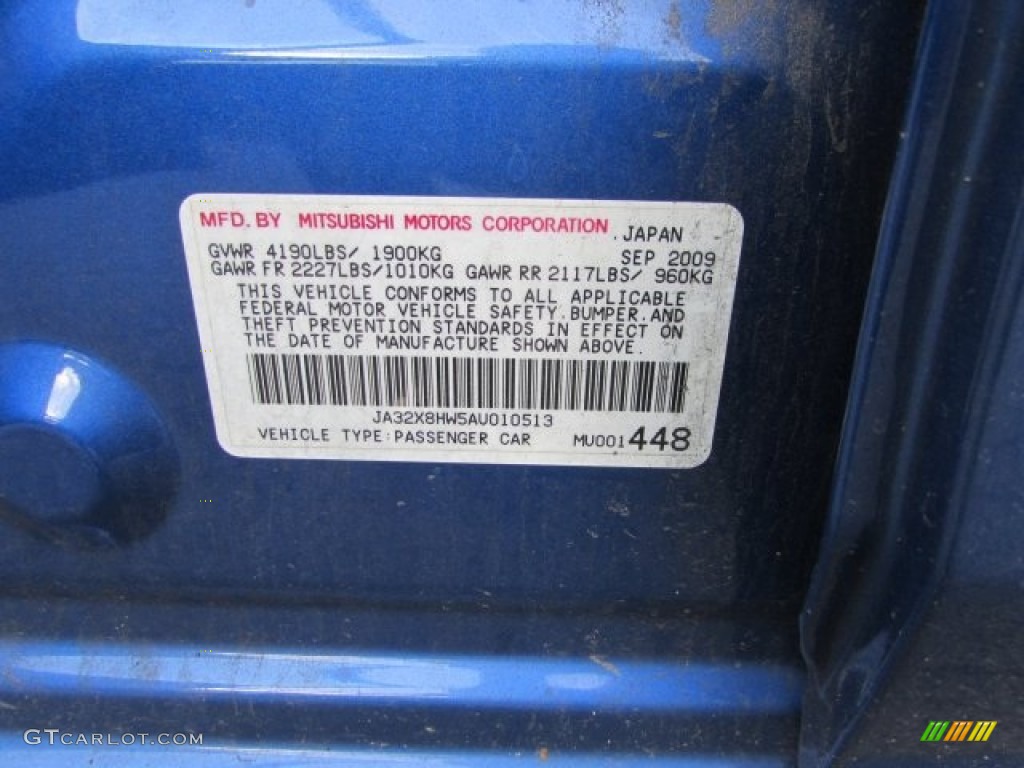 MFD. BY MITSUBISHI MOTORS CORPORATION . JAPAN
GVWR 4190LBS/ 1900KG SEP 2009
GAWR FR 2227LBS/1010KG GAWR RR 2117LBS/ 960KG
THIS VEHICLE CONFORMS TO ALL APPLICABLE
FEDERAL MOTOR VEHICLE SAFETY.BUMPER.AND
THEFT PREVENTION STANDARDS IN EFFECT ON
THE DATE OF MANUFACTURE SHOWN ABOVE.
JA32X8HW5AU010513
VEHICLE TYPE:PASSENGER CAR MU001448
GTCARLOT.COM